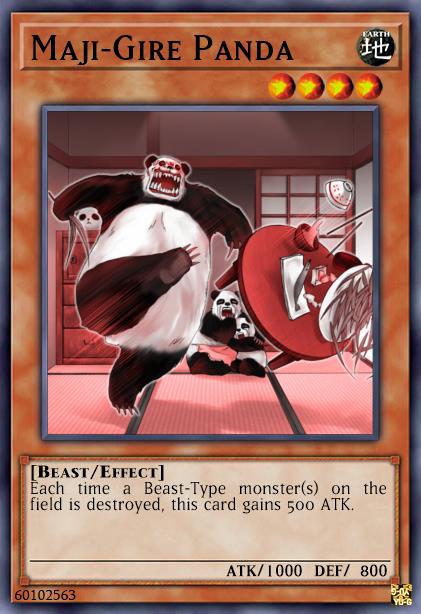 Maji-Gire Panda
EARTH
地
[Beast/Effect]
Each time a Beast-Type monster(s) on the
field is destroyed, this card gains 500 ATK.
ATK/1000 DEF/ 800
60102563